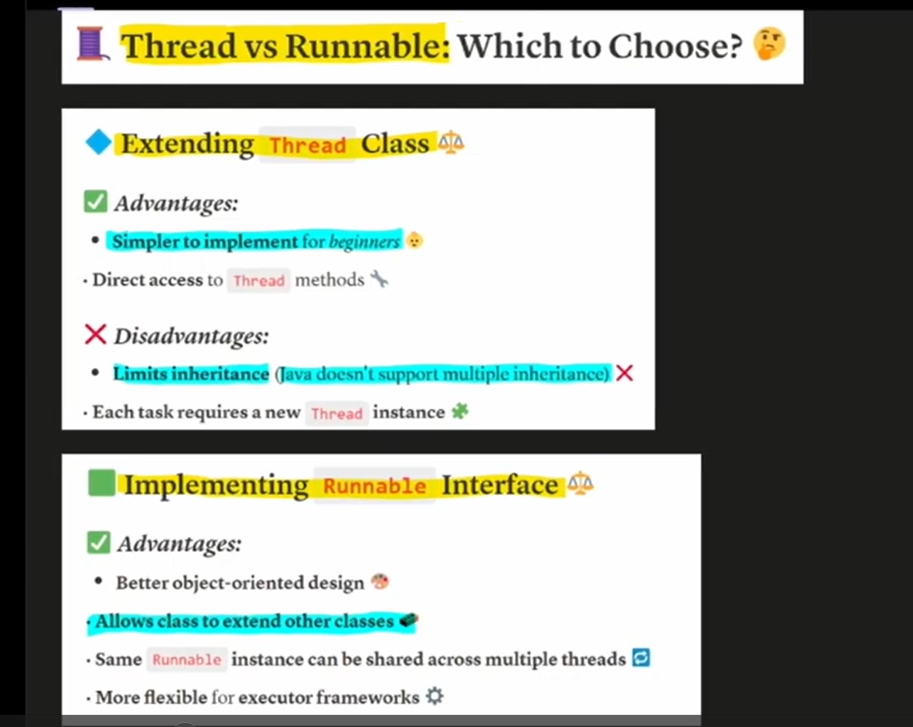 Thread vs Runnable: Which to Choose?
Extending Thread Class
Advantages:
• Simpler to implement for beginners
· Direct access to Thread methods
Disadvantages:
• Limits inheritance (Java doesn't support multiple inheritance)
· Each task requires a new Thread instance
Implementing Runnable Interface
Advantages:
• Better object-oriented design
· Allows class to extend other classes
· Same Runnable instance can be shared across multiple threads
· More flexible for executor frameworks